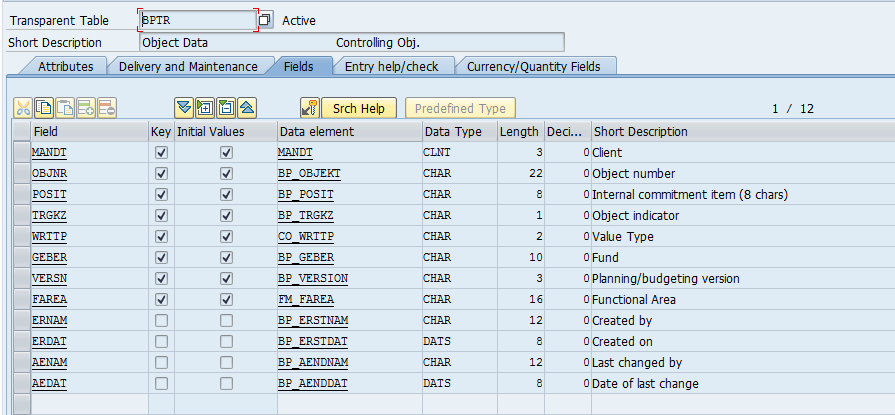 Transparent Table BPTR Active
Short Description Object Data Controlling Obj.
Attributes Delivery and Maintenance Fields Entry help/check Currency/Quantity Fields
Srch Help Predefined Type 1 / 12
Field Key Initial Values Data element Data Type Length Deci... Short Description
MANDT MANDT CLNT 3 0 Client
OBJNR BP_OBJEKT CHAR 22 0 Object number
POSIT BP_POSIT CHAR 8 0 Internal commitment item (8 chars)
TRGKZ BP_TRGKZ CHAR 1 0 Object indicator
WRTTP CO_WRTTP CHAR 2 0 Value Type
GEBER BP_GEBER CHAR 10 0 Fund
VERSN BP_VERSION CHAR 3 0 Planning/budgeting version
FAREA FM_FAREA CHAR 16 0 Functional Area
ERNAM BP_ERSTNAM CHAR 12 0 Created by
ERDAT BP_ERSTDAT DATS 8 0 Created on
AENAM BP_AENDNAM CHAR 12 0 Last changed by
AEDAT BP_AENDDAT DATS 8 0 Date of last change